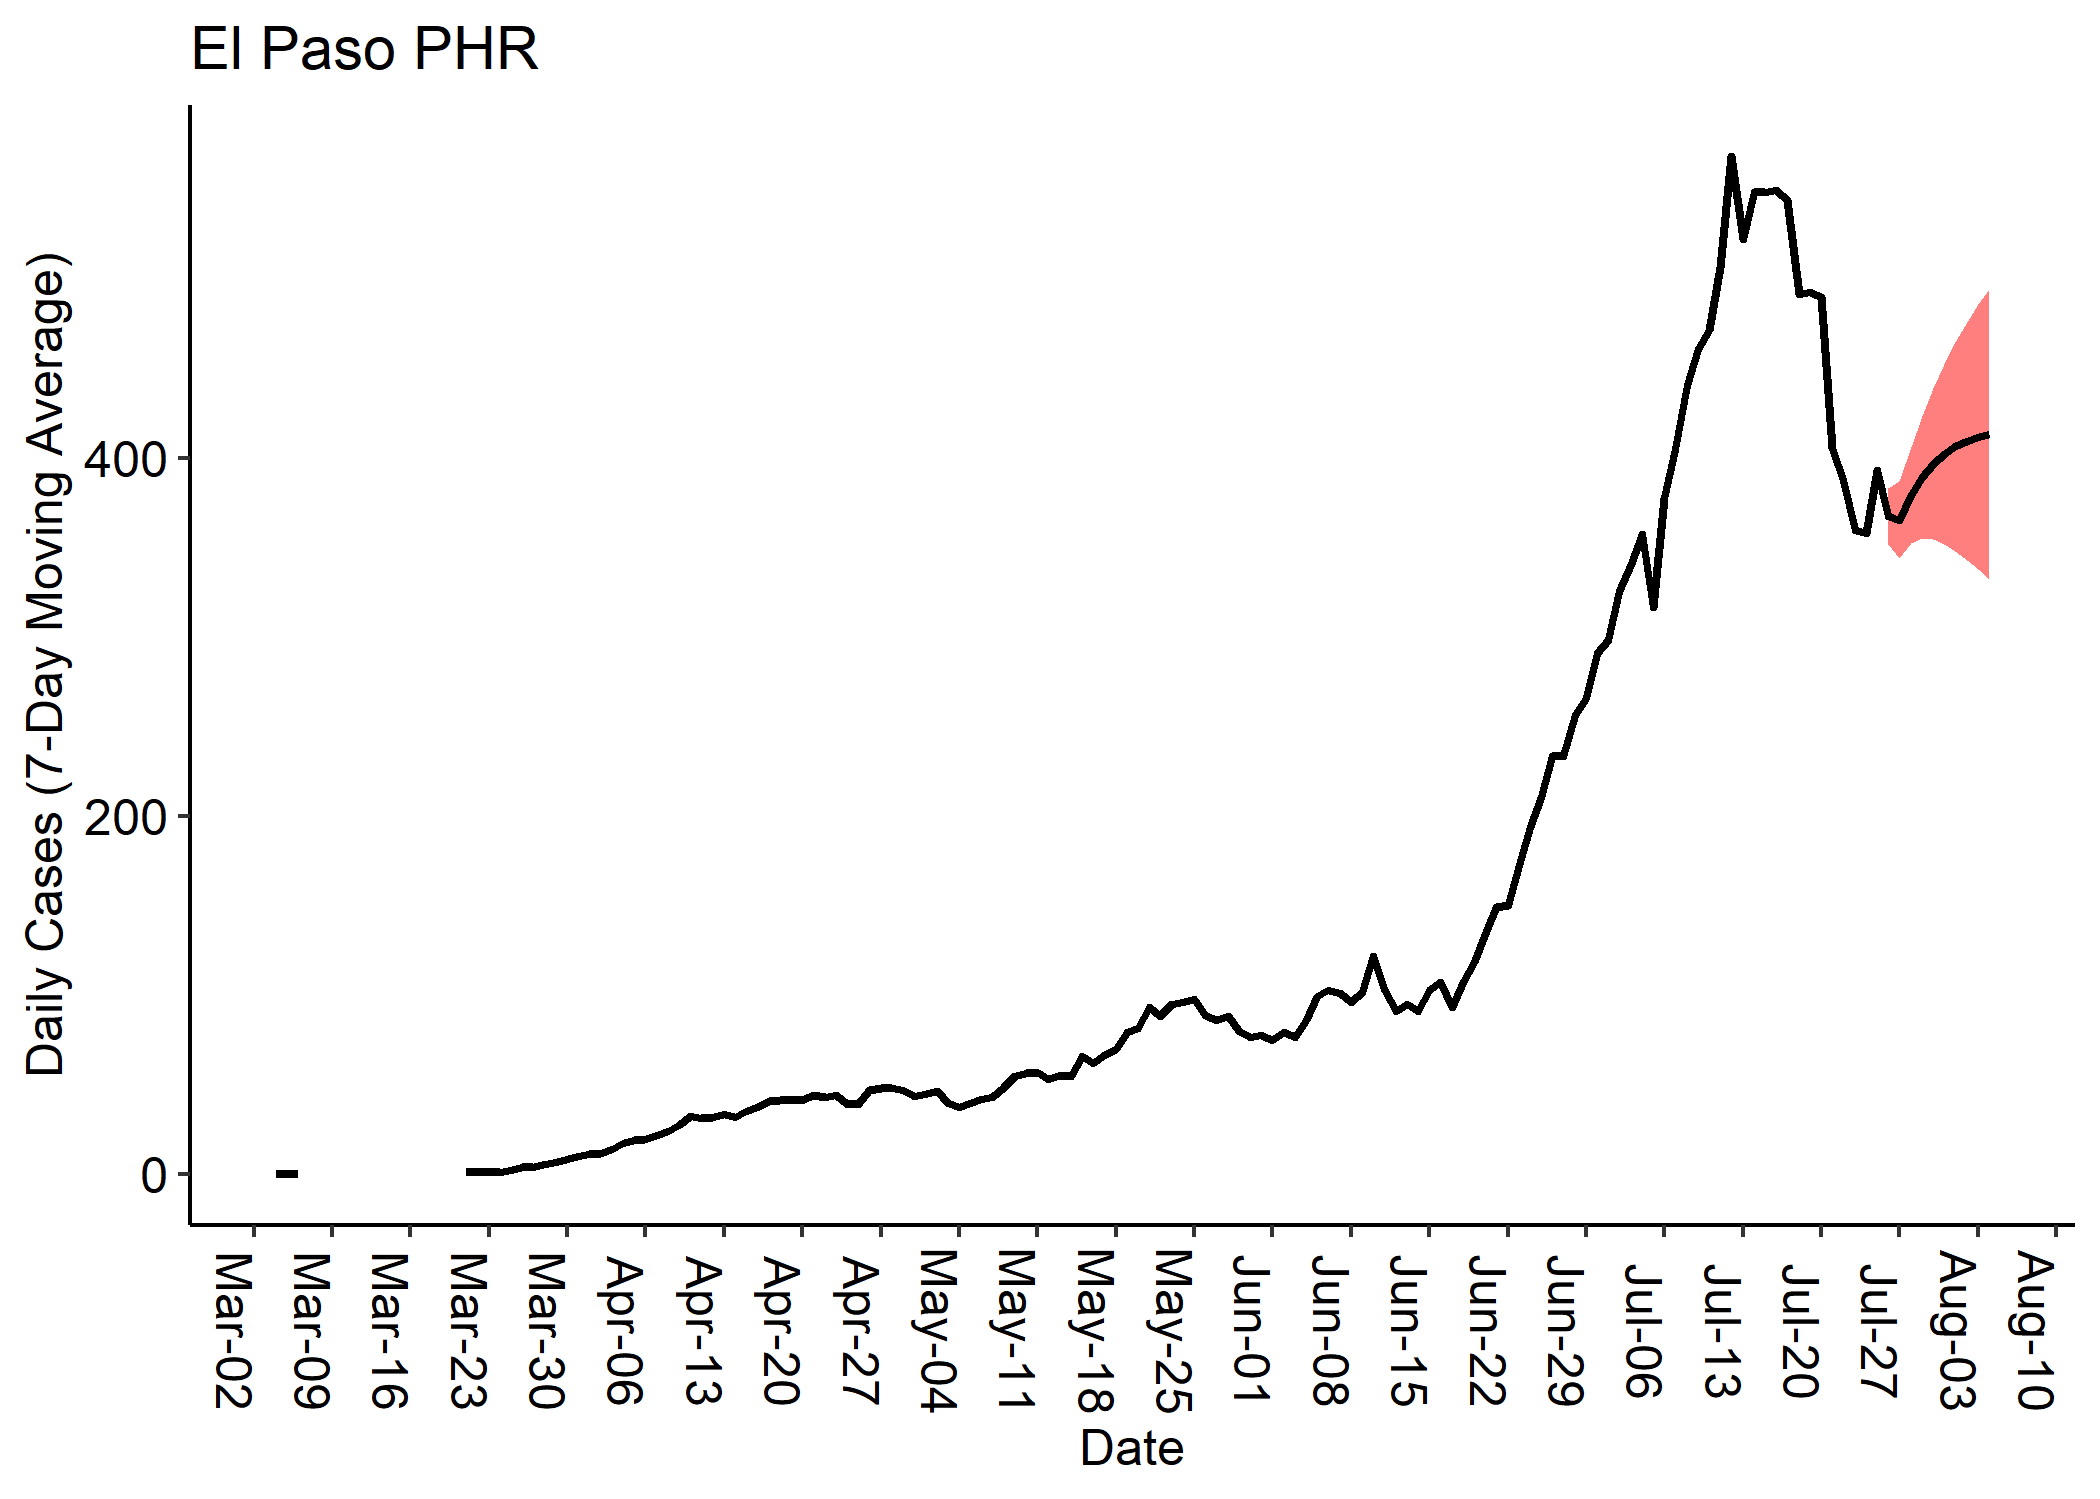 El Paso PHR
Daily Cases (7-Day Moving Average)
400
200
0
Mar-02
Mar-09
Mar-16
Mar-23
Mar-30
Apr-06
Apr-13
Apr-20
Apr-27
May-04
May-11
May-18
May-25
Jun-01
Jun-08
Jun-15
Jun-22
Jun-29
Jul-06
Jul-13
Jul-20
Jul-27
Aug-03
Aug-10
Date